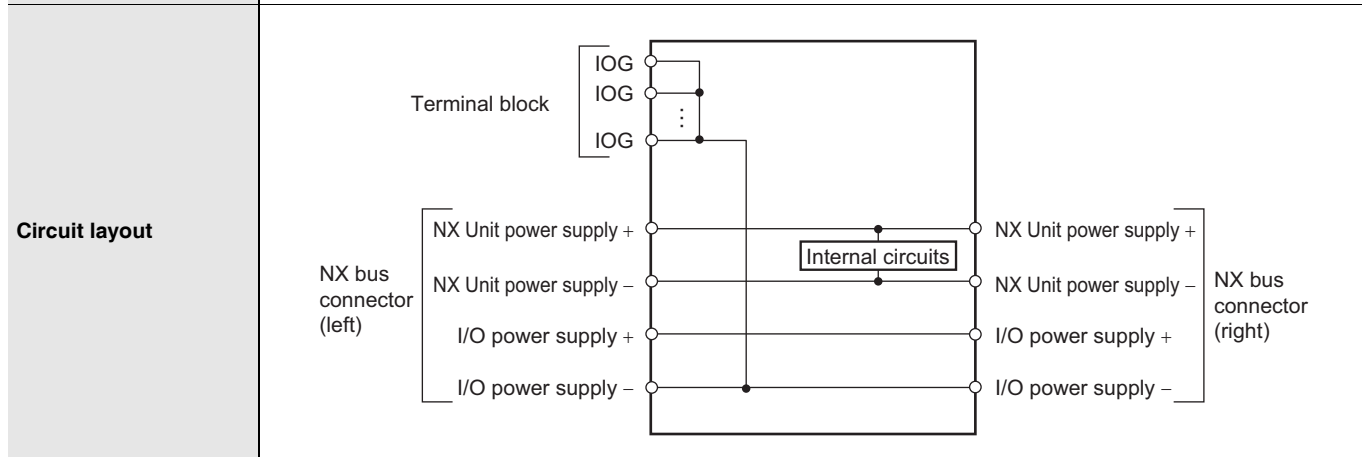 Circuit layout
Terminal block
IOG
IOG
⋮
IOG
NX bus
connector
(left)
NX Unit power supply +
NX Unit power supply −
I/O power supply +
I/O power supply −
Internal circuits
NX Unit power supply +
NX Unit power supply −
I/O power supply +
I/O power supply −
NX bus
connector
(right)